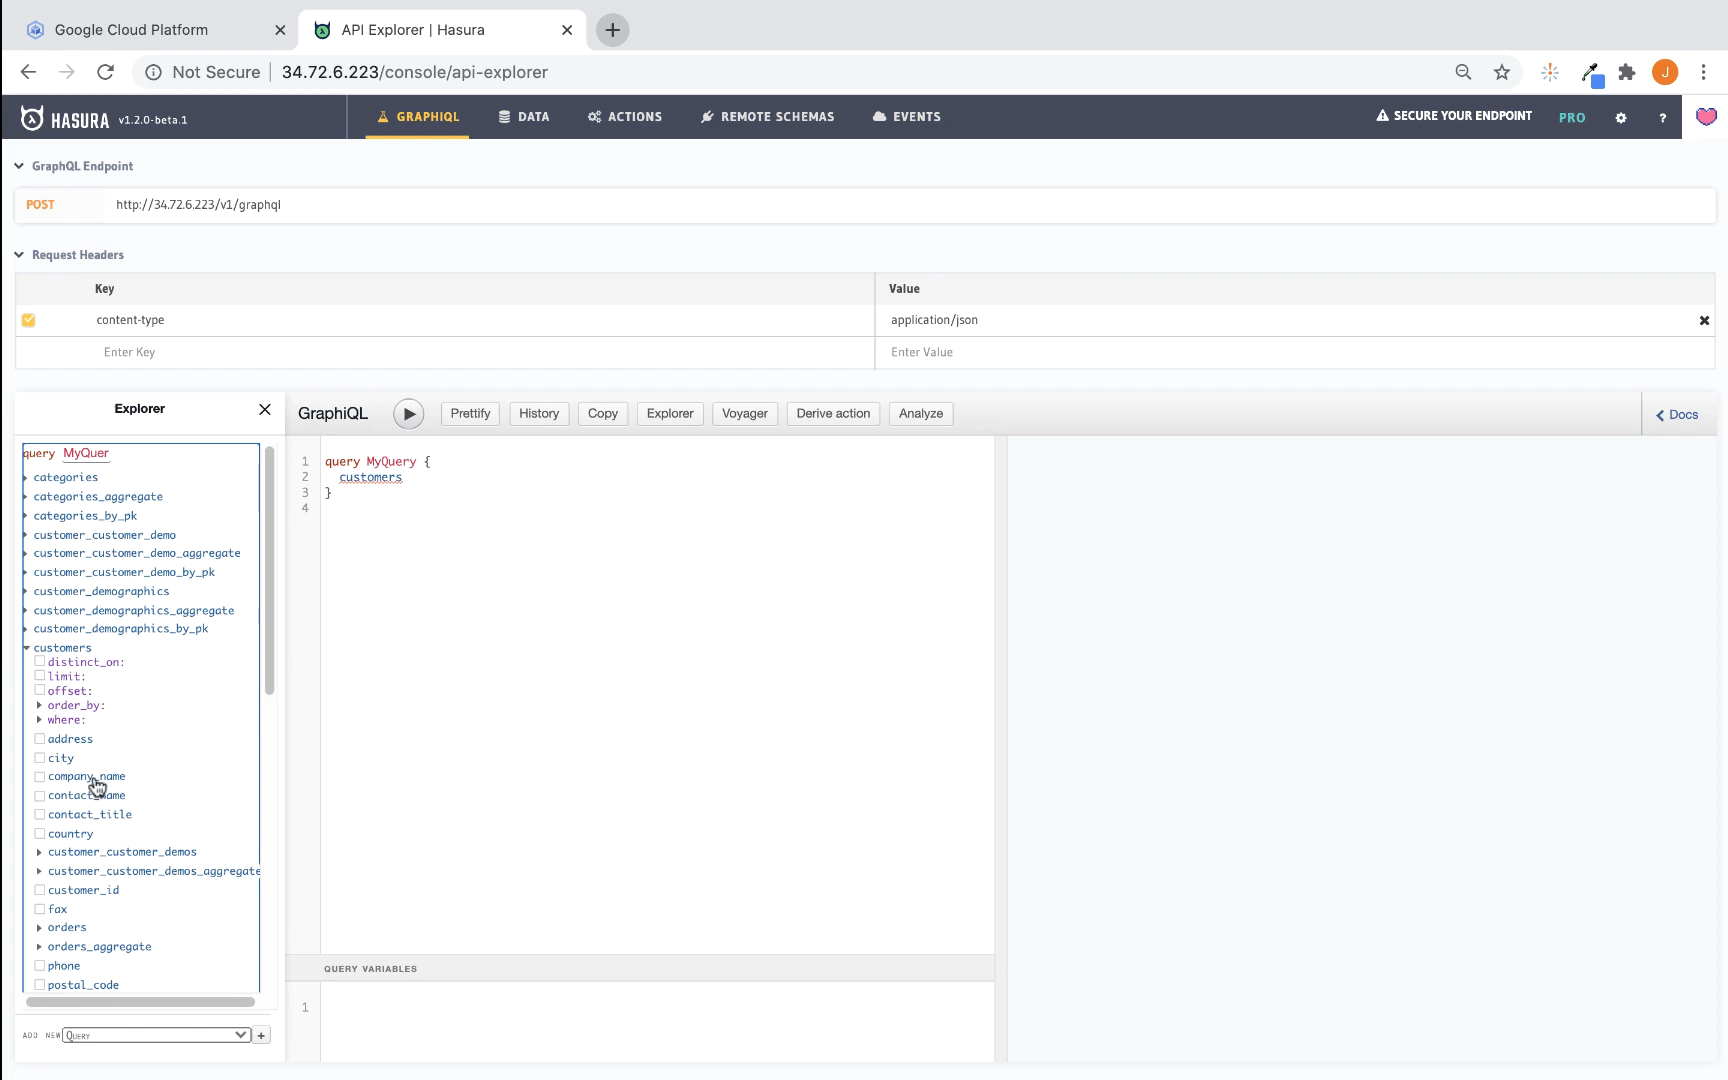 Google Cloud Platform
API Explorer | Hasura
Not Secure
34.72.6.223/console/api-explorer
J
HASURA v1.2.0-beta.1
GRAPHIQL
DATA
ACTIONS
REMOTE SCHEMAS
EVENTS
SECURE YOUR ENDPOINT
PRO
?
GraphQL Endpoint
POST
http://34.72.6.223/v1/graphql
Request Headers
Key
Value
content-type
application/json
Enter Key
Enter Value
Explorer
GraphiQL
Prettify
History
Copy
Explorer
Voyager
Derive action
Analyze
Docs
query MyQuer
categories
categories_aggregate
categories_by_pk
customer_customer_demo
customer_customer_demo_aggregate
customer_customer_demo_by_pk
customer_demographics
customer_demographics_aggregate
customer_demographics_by_pk
customers
distinct_on:
limit:
offset:
order_by:
where:
address
city
company_name
contact_name
contact_title
country
customer_customer_demos
customer_customer_demos_aggregate
customer_id
fax
orders
orders_aggregate
phone
postal_code
ADD NEW Query
+
1 query MyQuery {
2 customers
3 }
4
QUERY VARIABLES
1